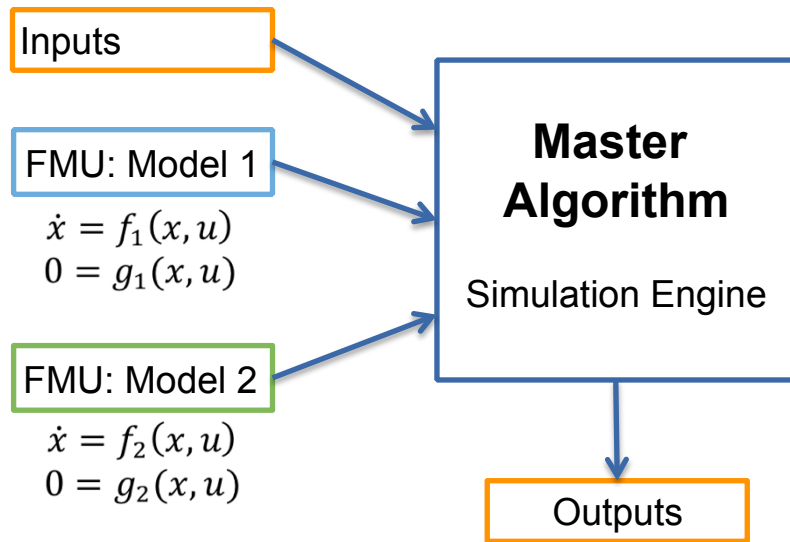 Inputs
FMU: Model 1
ẋ = f₁(x, u)
0 = g₁(x, u)
FMU: Model 2
ẋ = f₂(x, u)
0 = g₂(x, u)
Master
Algorithm
Simulation Engine
Outputs